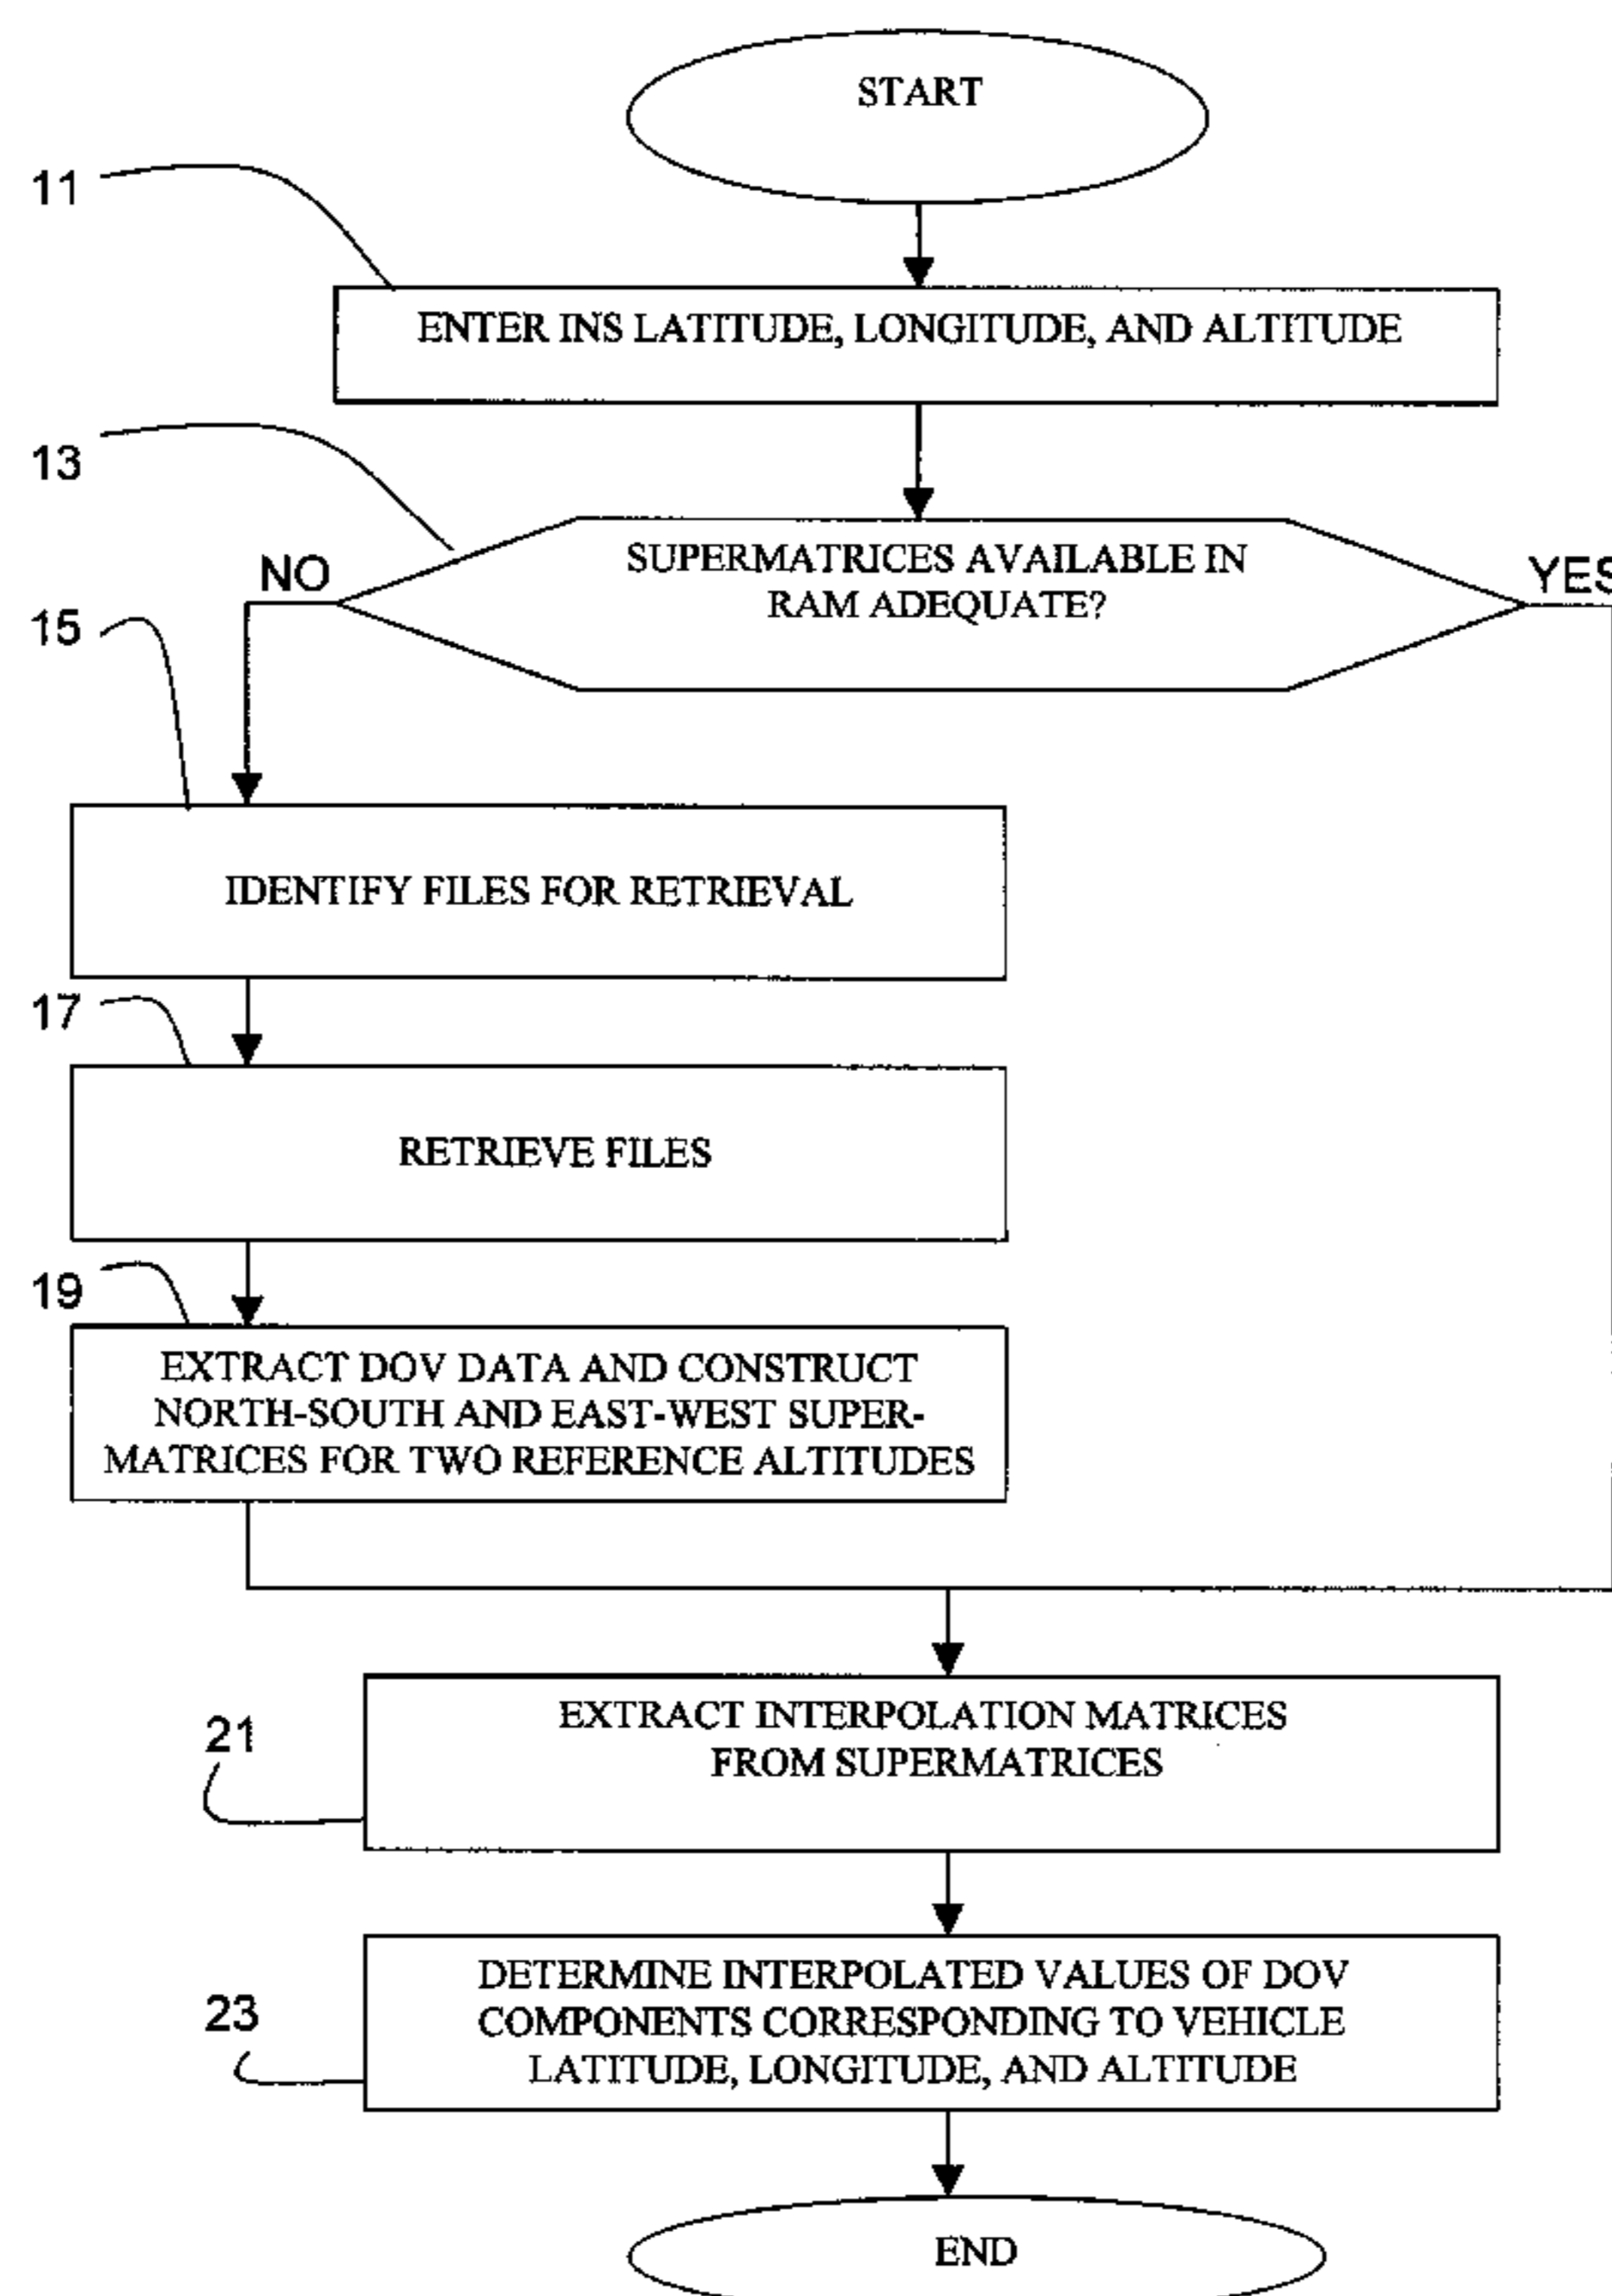 START
11
ENTER INS LATITUDE, LONGITUDE, AND ALTITUDE
13
NO
SUPERMATRICES AVAILABLE IN
RAM ADEQUATE?
YES
15
IDENTIFY FILES FOR RETRIEVAL
17
RETRIEVE FILES
19
EXTRACT DOV DATA AND CONSTRUCT
NORTH-SOUTH AND EAST-WEST SUPER-
MATRICES FOR TWO REFERENCE ALTITUDES
21
EXTRACT INTERPOLATION MATRICES
FROM SUPERMATRICES
23
DETERMINE INTERPOLATED VALUES OF DOV
COMPONENTS CORRESPONDING TO VEHICLE
LATITUDE, LONGITUDE, AND ALTITUDE
END